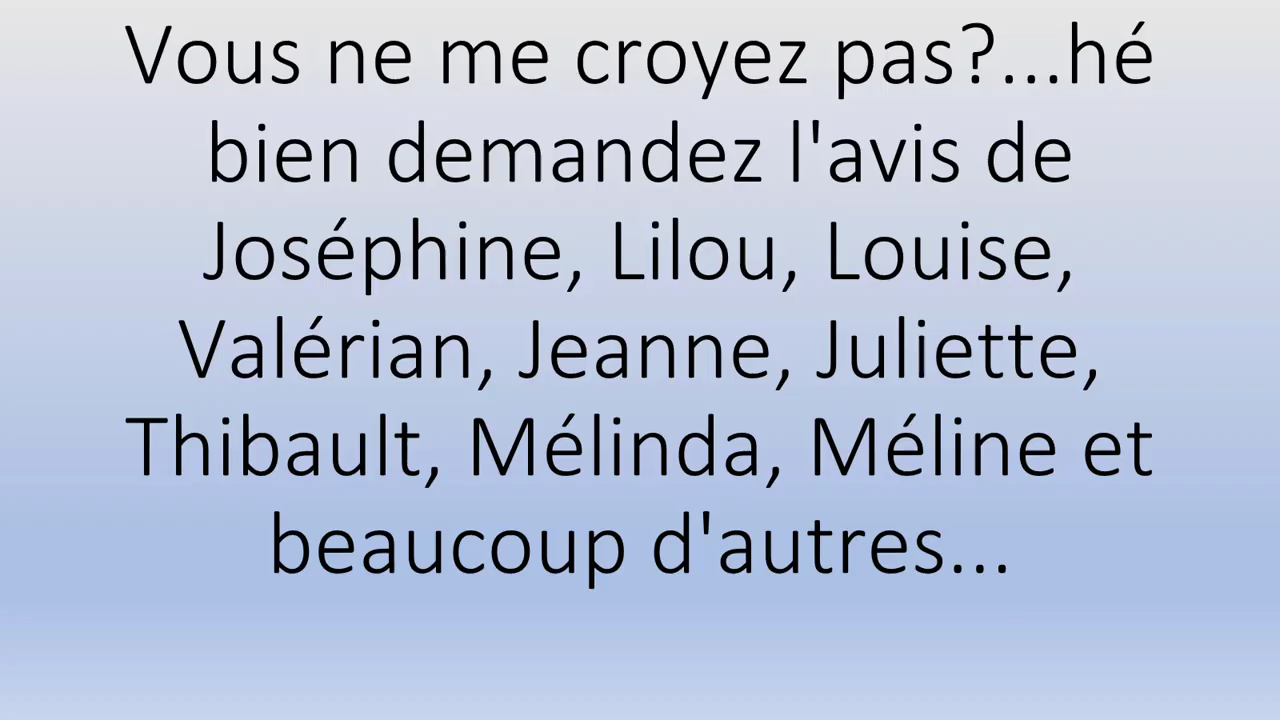 Vous ne me croyez pas?...hé
bien demandez l'avis de
Joséphine, Lilou, Louise,
Valérian, Jeanne, Juliette,
Thibault, Mélinda, Méline et
beaucoup d'autres...